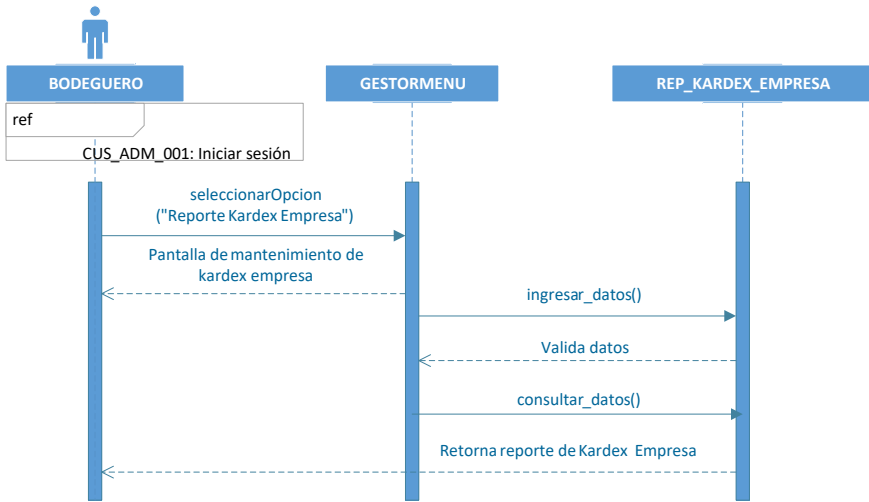 BODEGUERO
GESTORMENU
REP_KARDEX_EMPRESA
ref
CUS_ADM_001: Iniciar sesión
seleccionarOpcion
("Reporte Kardex Empresa")
Pantalla de mantenimiento de
kardex empresa
ingresar_datos()
Valida datos
consultar_datos()
Retorna reporte de Kardex Empresa